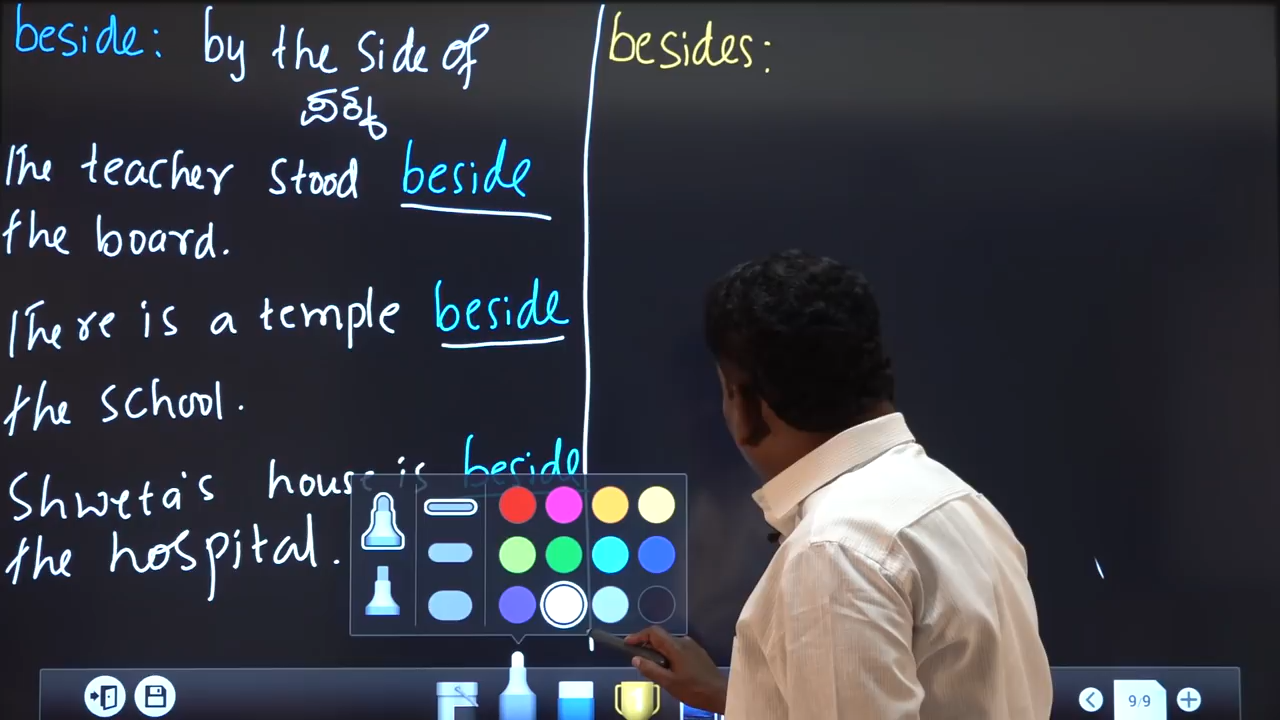 beside: by the side of
పక్క
The teacher stood beside
the board.
There is a temple beside
the school.
Shweta's house is beside
the hospital.
besides:
9/9